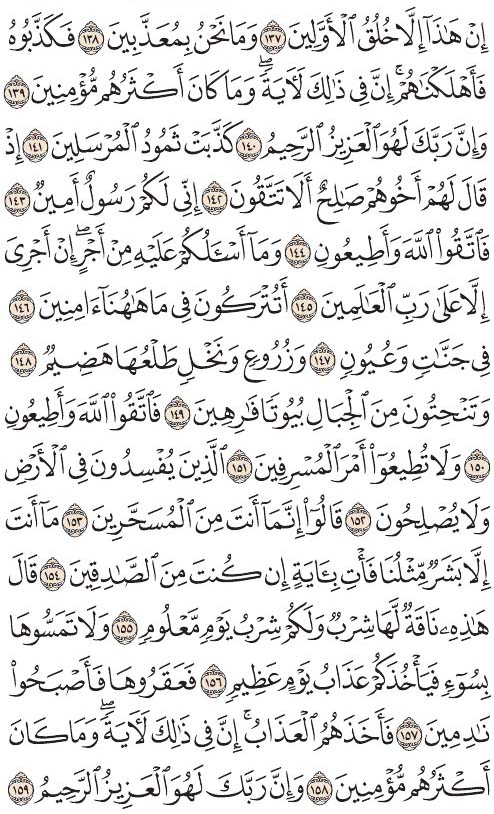 إِنْ هَٰذَآ إِلَّا خُلُقُ ٱلْأَوَّلِينَ ١٣٧ وَمَا نَحْنُ بِمُعَذَّبِينَ ١٣٨ فَكَذَّبُوهُ
فَأَهْلَكْنَٰهُمْ ۗ إِنَّ فِى ذَٰلِكَ لَءَايَةً ۖ وَمَا كَانَ أَكْثَرُهُم مُّؤْمِنِينَ ١٣٩
وَإِنَّ رَبَّكَ لَهُوَ ٱلْعَزِيزُ ٱلرَّحِيمُ ١٤٠ كَذَّبَتْ ثَمُودُ ٱلْمُرْسَلِينَ ١٤١ إِذْ
قَالَ لَهُمْ أَخُوهُمْ صَٰلِحٌ أَلَا تَتَّقُونَ ١٤٢ إِنِّى لَكُمْ رَسُولٌ أَمِينٌ ١٤٣
فَٱتَّقُوا۟ ٱللَّهَ وَأَطِيعُونِ ١٤٤ وَمَآ أَسْـَٔلُكُمْ عَلَيْهِ مِنْ أَجْرٍ ۖ إِنْ أَجْرِىَ
إِلَّا عَلَىٰ رَبِّ ٱلْعَٰلَمِينَ ١٤٥ أَتُتْرَكُونَ فِى مَا هَٰهُنَآ ءَامِنِينَ ١٤٦
فِى جَنَّٰتٍ وَعُيُونٍ ١٤٧ وَزُرُوعٍ وَنَخْلٍ طَلْعُهَا هَضِيمٌ ١٤٨
وَتَنْحِتُونَ مِنَ ٱلْجِبَالِ بُيُوتًا فَٰرِهِينَ ١٤٩ فَٱتَّقُوا۟ ٱللَّهَ وَأَطِيعُونِ
١٥٠ وَلَا تُطِيعُوٓا۟ أَمْرَ ٱلْمُسْرِفِينَ ١٥١ ٱلَّذِينَ يُفْسِدُونَ فِى ٱلْأَرْضِ
وَلَا يُصْلِحُونَ ١٥٢ قَالُوٓا۟ إِنَّمَآ أَنتَ مِنَ ٱلْمُسَحَّرِينَ ١٥٣ مَآ أَنتَ
إِلَّا بَشَرٌ مِّثْلُنَا فَأْتِ بِـَٔايَةٍ إِن كُنتَ مِنَ ٱلصَّٰدِقِينَ ١٥٤ قَالَ
هَٰذِهِۦ نَاقَةٌ لَّهَا شِرْبٌ وَلَكُمْ شِرْبُ يَوْمٍ مَّعْلُومٍ ١٥٥ وَلَا تَمَسُّوهَا
بِسُوٓءٍ فَيَأْخُذَكُمْ عَذَابُ يَوْمٍ عَظِيمٍ ١٥٦ فَعَقَرُوهَا فَأَصْبَحُوا۟
نَٰدِمِينَ ١٥٧ فَأَخَذَهُمُ ٱلْعَذَابُ ۗ إِنَّ فِى ذَٰلِكَ لَءَايَةً ۖ وَمَا كَانَ
أَكْثَرُهُم مُّؤْمِنِينَ ١٥٨ وَإِنَّ رَبَّكَ لَهُوَ ٱلْعَزِيزُ ٱلرَّحِيمُ ١٥٩